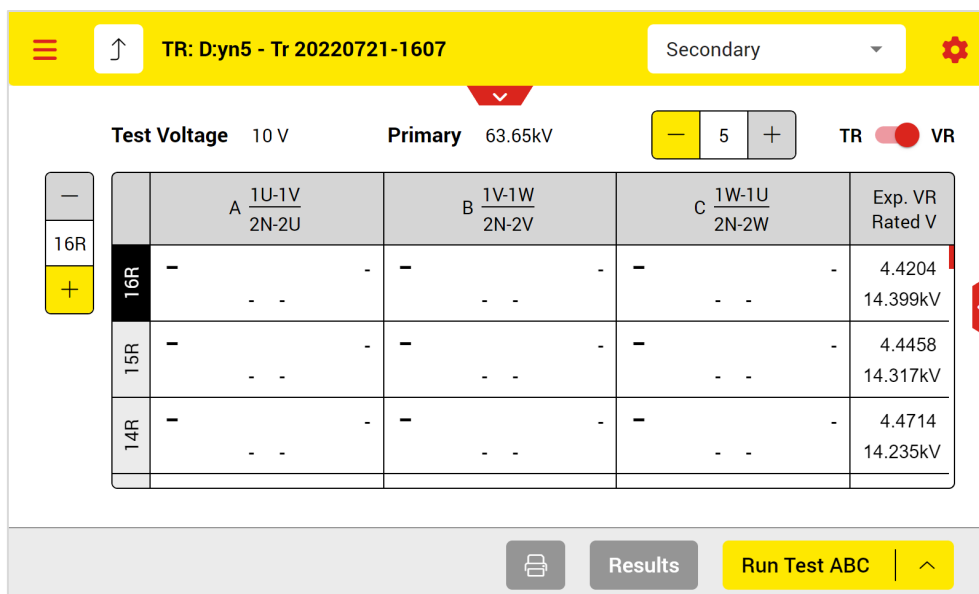 TR: D:yn5 - Tr 20220721-1607 Secondary
Test Voltage 10 V Primary 63.65kV − 5 + TR VR
− 16R +
A 1U-1V 2N-2U B 1V-1W 2N-2V C 1W-1U 2N-2W Exp. VR Rated V
16R – - – - – - 4.4204
- - - - - - 14.399kV
15R – - – - – - 4.4458
- - - - - - 14.317kV
14R – - – - – - 4.4714
- - - - - - 14.235kV
Results Run Test ABC